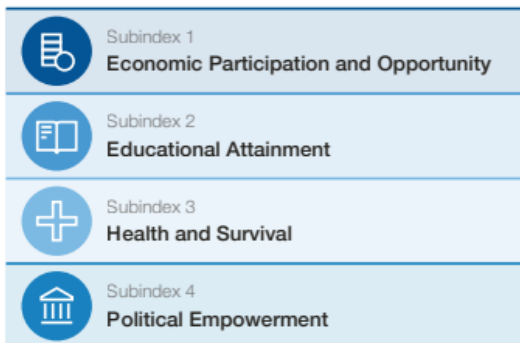 Subindex 1
Economic Participation and Opportunity
Subindex 2
Educational Attainment
Subindex 3
Health and Survival
Subindex 4
Political Empowerment